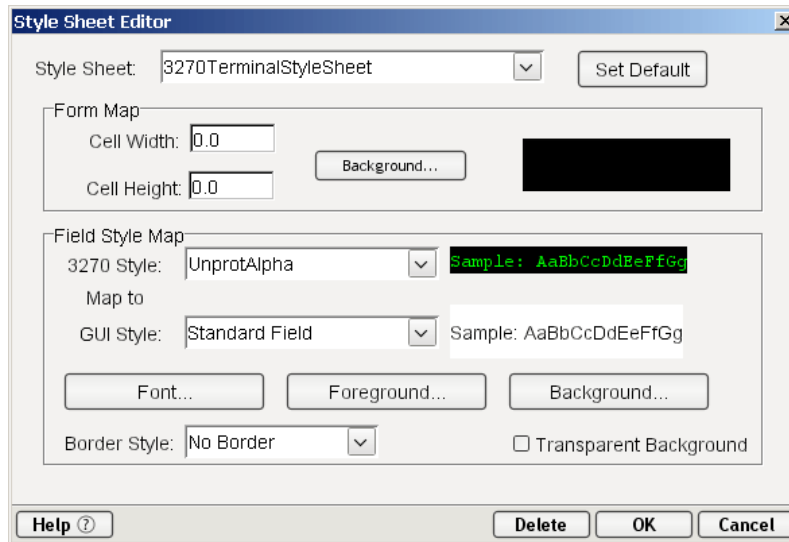 Style Sheet Editor
Style Sheet: 3270TerminalStyleSheet Set Default
Form Map
Cell Width: 0.0
Background...
Cell Height: 0.0
Field Style Map
3270 Style: UnprotAlpha Sample: AaBbCcDdEeFfGg
Map to
GUI Style: Standard Field Sample: AaBbCcDdEeFfGg
Font... Foreground... Background...
Border Style: No Border Transparent Background
Help ? Delete OK Cancel